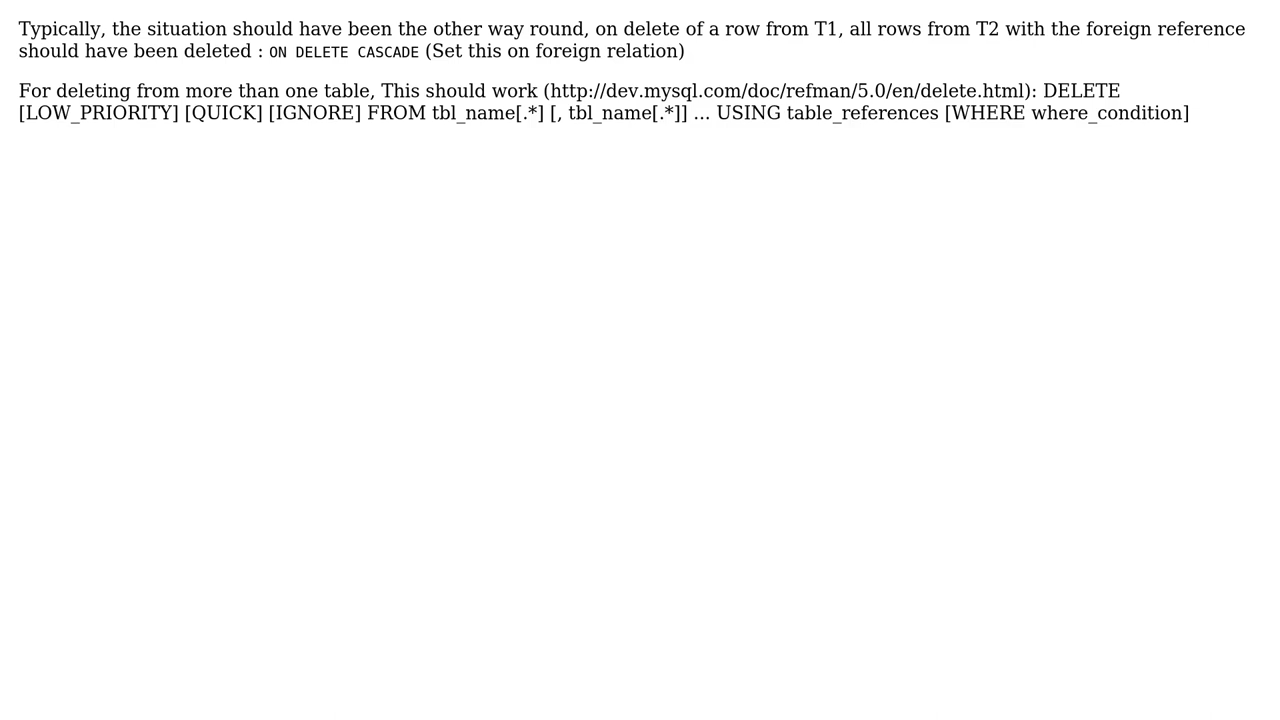 Typically, the situation should have been the other way round, on delete of a row from T1, all rows from T2 with the foreign reference
should have been deleted : ON DELETE CASCADE (Set this on foreign relation)
For deleting from more than one table, This should work (http://dev.mysql.com/doc/refman/5.0/en/delete.html): DELETE
[LOW_PRIORITY] [QUICK] [IGNORE] FROM tbl_name[.*] [, tbl_name[.*]] ... USING table_references [WHERE where_condition]